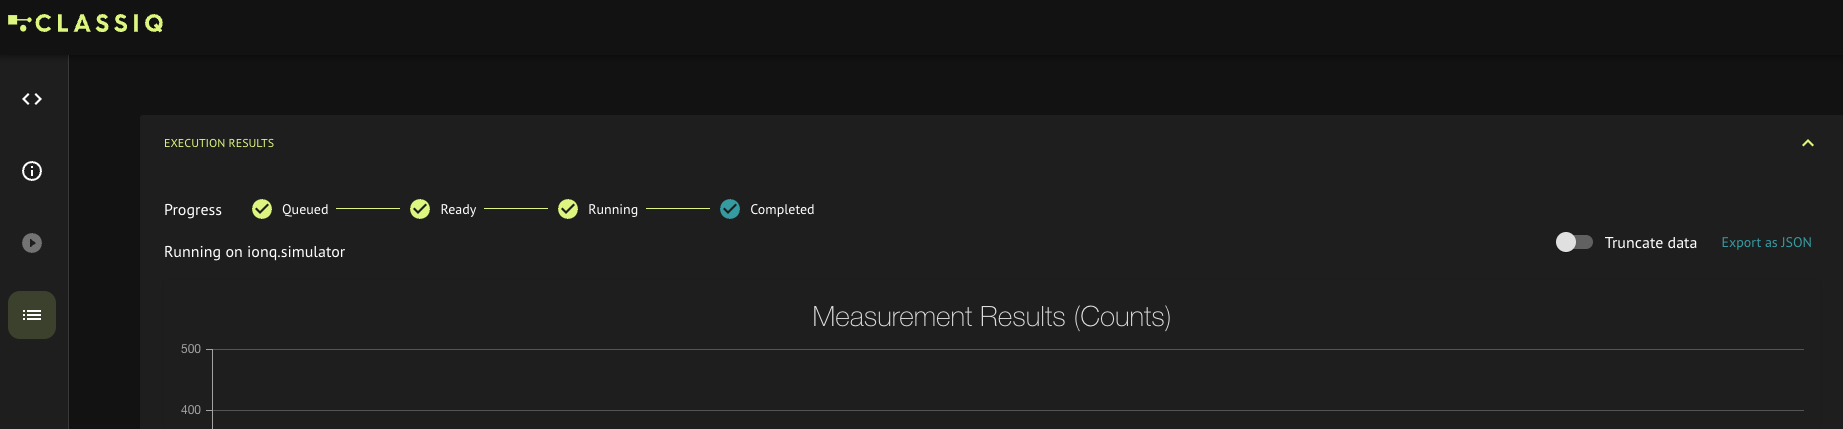 CLASSIQ
EXECUTION RESULTS
Progress Queued Ready Running Completed
Running on ionq.simulator
Truncate data Export as JSON
Measurement Results (Counts)
500
400